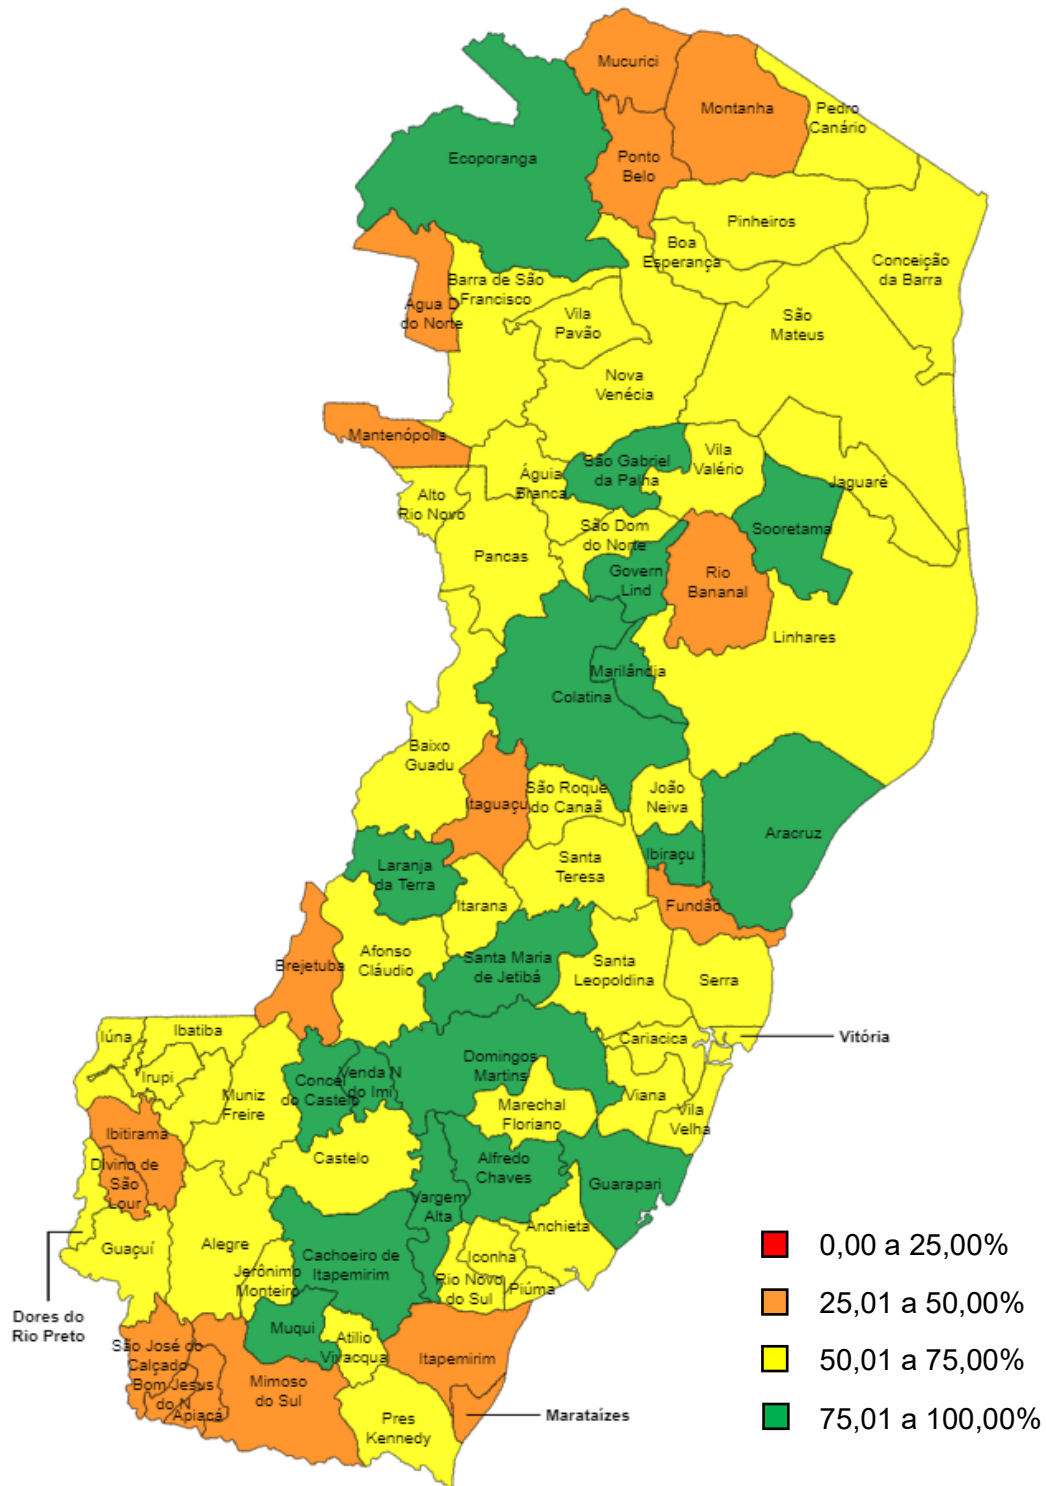 Mucurici
Montanha
Pedro
Canário
Ecoporanga
Ponto
Belo
Pinheiros
Boa
Esperança
Conceição
da Barra
Barra de São
Francisco
Água D
do Norte
Vila
Pavão
São
Mateus
Nova
Venécia
Mantenópolis
São Gabriel
da Palha
Vila
Valério
Águia
Branca
Jaguaré
Alto
Rio Novo
São Dom
do Norte
Sooretama
Pancas
Govern
Lind
Rio
Bananal
Linhares
Marilândia
Colatina
Baixo
Guadu
Itaguaçu
São Roque
do Canaã
João
Neiva
Aracruz
Ibiraçu
Laranja
da Terra
Santa
Teresa
Itarana
Fundão
Brejetuba
Afonso
Cláudio
Santa Maria
de Jetibá
Santa
Leopoldina
Serra
Iúna
Ibatiba
Cariacica
Vitória
Irupi
Concei
do Castelo
Venda N
do Imi
Domingos
Martins
Muniz
Freire
Marechal
Floriano
Viana
Vila
Velha
Ibitirama
Castelo
Divino de
São
Lour
Alfredo
Chaves
Guarapari
Vargem
Alta
Anchieta
Guaçuí
Alegre
Cachoeiro de
Itapemirim
Iconha
Jerônimo
Monteiro
Rio Novo
do Sul
Piúma
Dores do
Rio Preto
Muqui
Atilio
Vivacqua
São José do
Calçado
Itapemirim
Bom Jesus
do N
Mimoso
do Sul
Apiacá
Marataízes
Pres
Kennedy
0,00 a 25,00%
25,01 a 50,00%
50,01 a 75,00%
75,01 a 100,00%